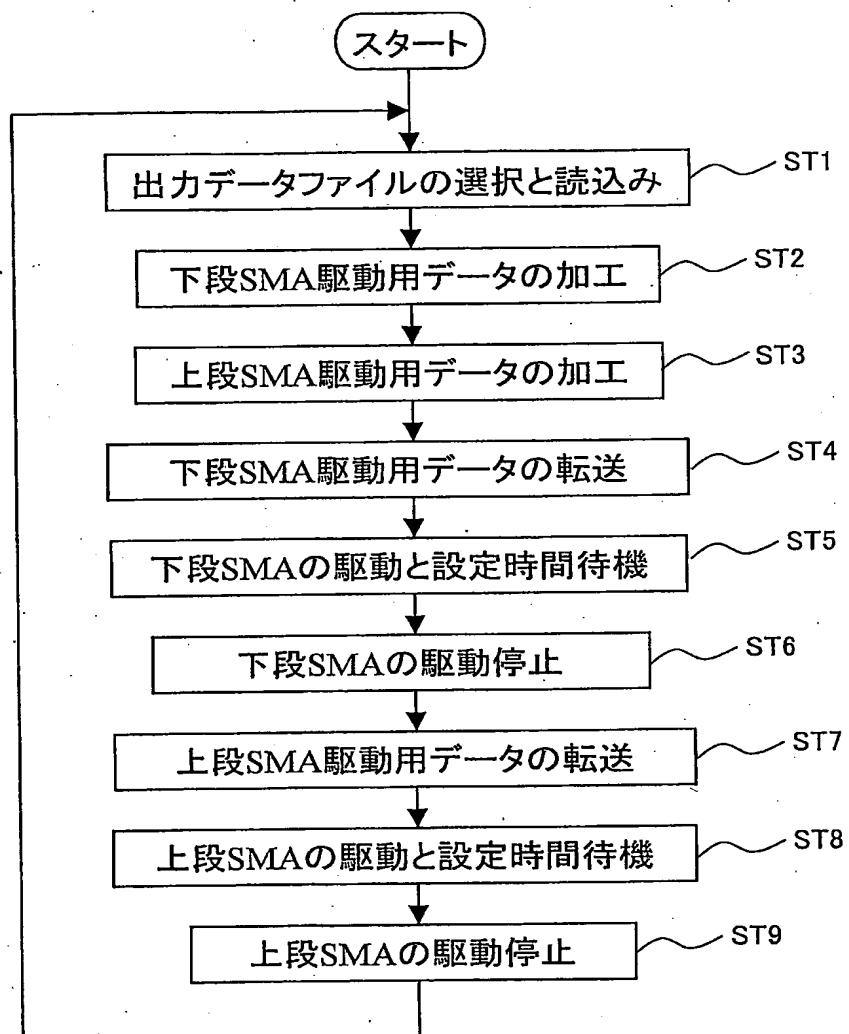 スタート
出力データファイルの選択と読込み
ST1
下段SMA駆動用データの加工
ST2
上段SMA駆動用データの加工
ST3
下段SMA駆動用データの転送
ST4
下段SMAの駆動と設定時間待機
ST5
下段SMAの駆動停止
ST6
上段SMA駆動用データの転送
ST7
上段SMAの駆動と設定時間待機
ST8
上段SMAの駆動停止
ST9